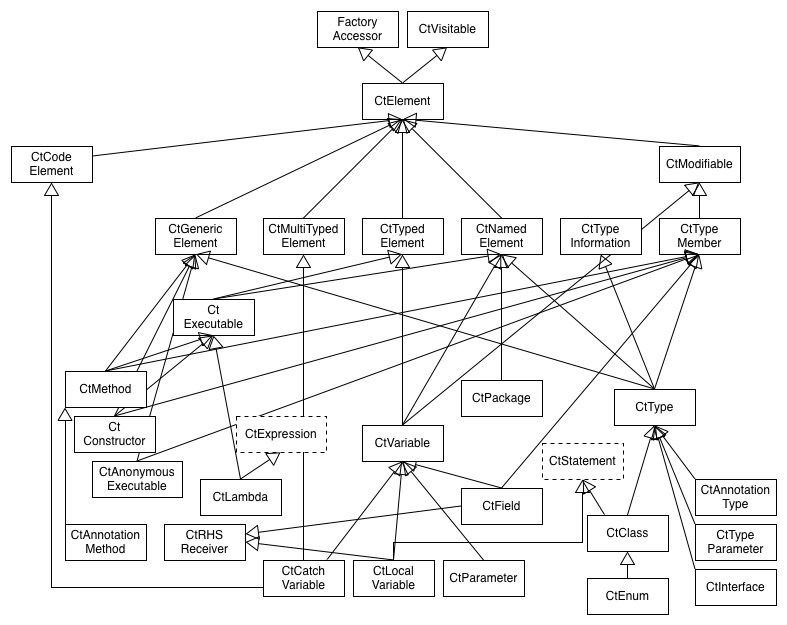 Factory
Accessor
CtVisitable
CtElement
CtCode
Element
CtModifiable
CtGeneric
Element
CtMultiTyped
Element
CtTyped
Element
CtNamed
Element
CtType
Information
CtType
Member
Ct
Executable
CtMethod
CtPackage
CtType
Ct
Constructor
CtExpression
CtVariable
CtStatement
CtAnonymous
Executable
CtLambda
CtField
CtAnnotation
Type
CtAnnotation
Method
CtRHS
Receiver
CtClass
CtType
Parameter
CtCatch
Variable
CtLocal
Variable
CtParameter
CtEnum
CtInterface